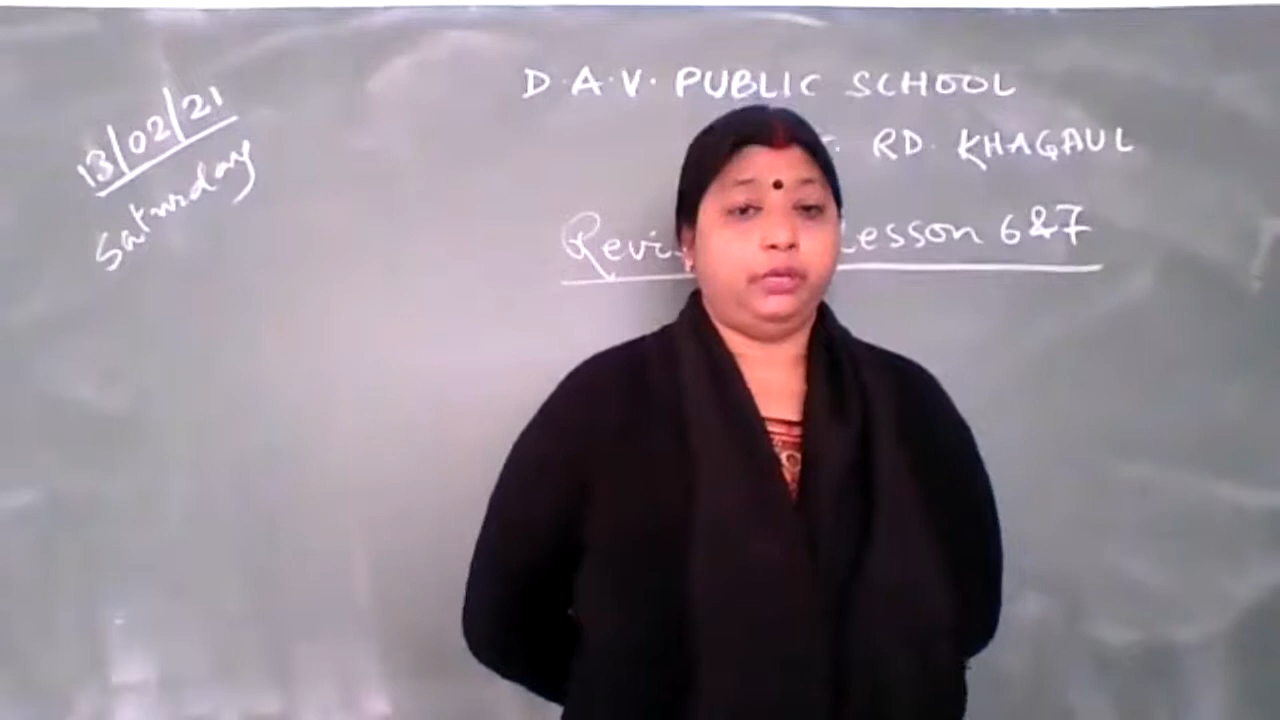 13/02/21
Saturday
D.A.V. PUBLIC SCHOOL
RD. KHAGAUL
Lesson 6&7